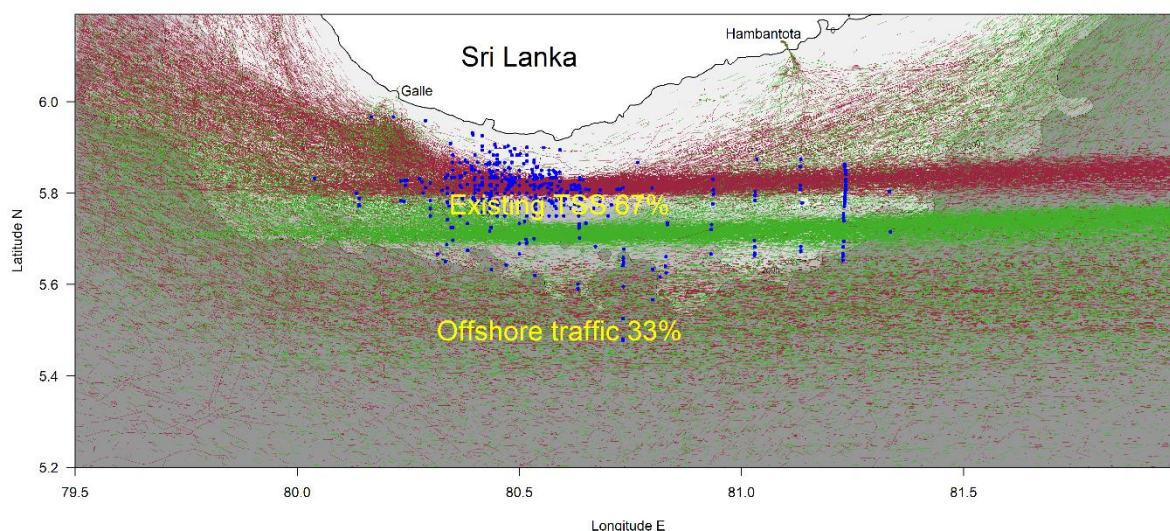 Hambantota
Sri Lanka
Galle
6.0
5.8
Existing TSS 67%
5.6
Offshore traffic 33%
5.4
5.2
Latitude N
79.5
80.0
80.5
81.0
81.5
Longitude E